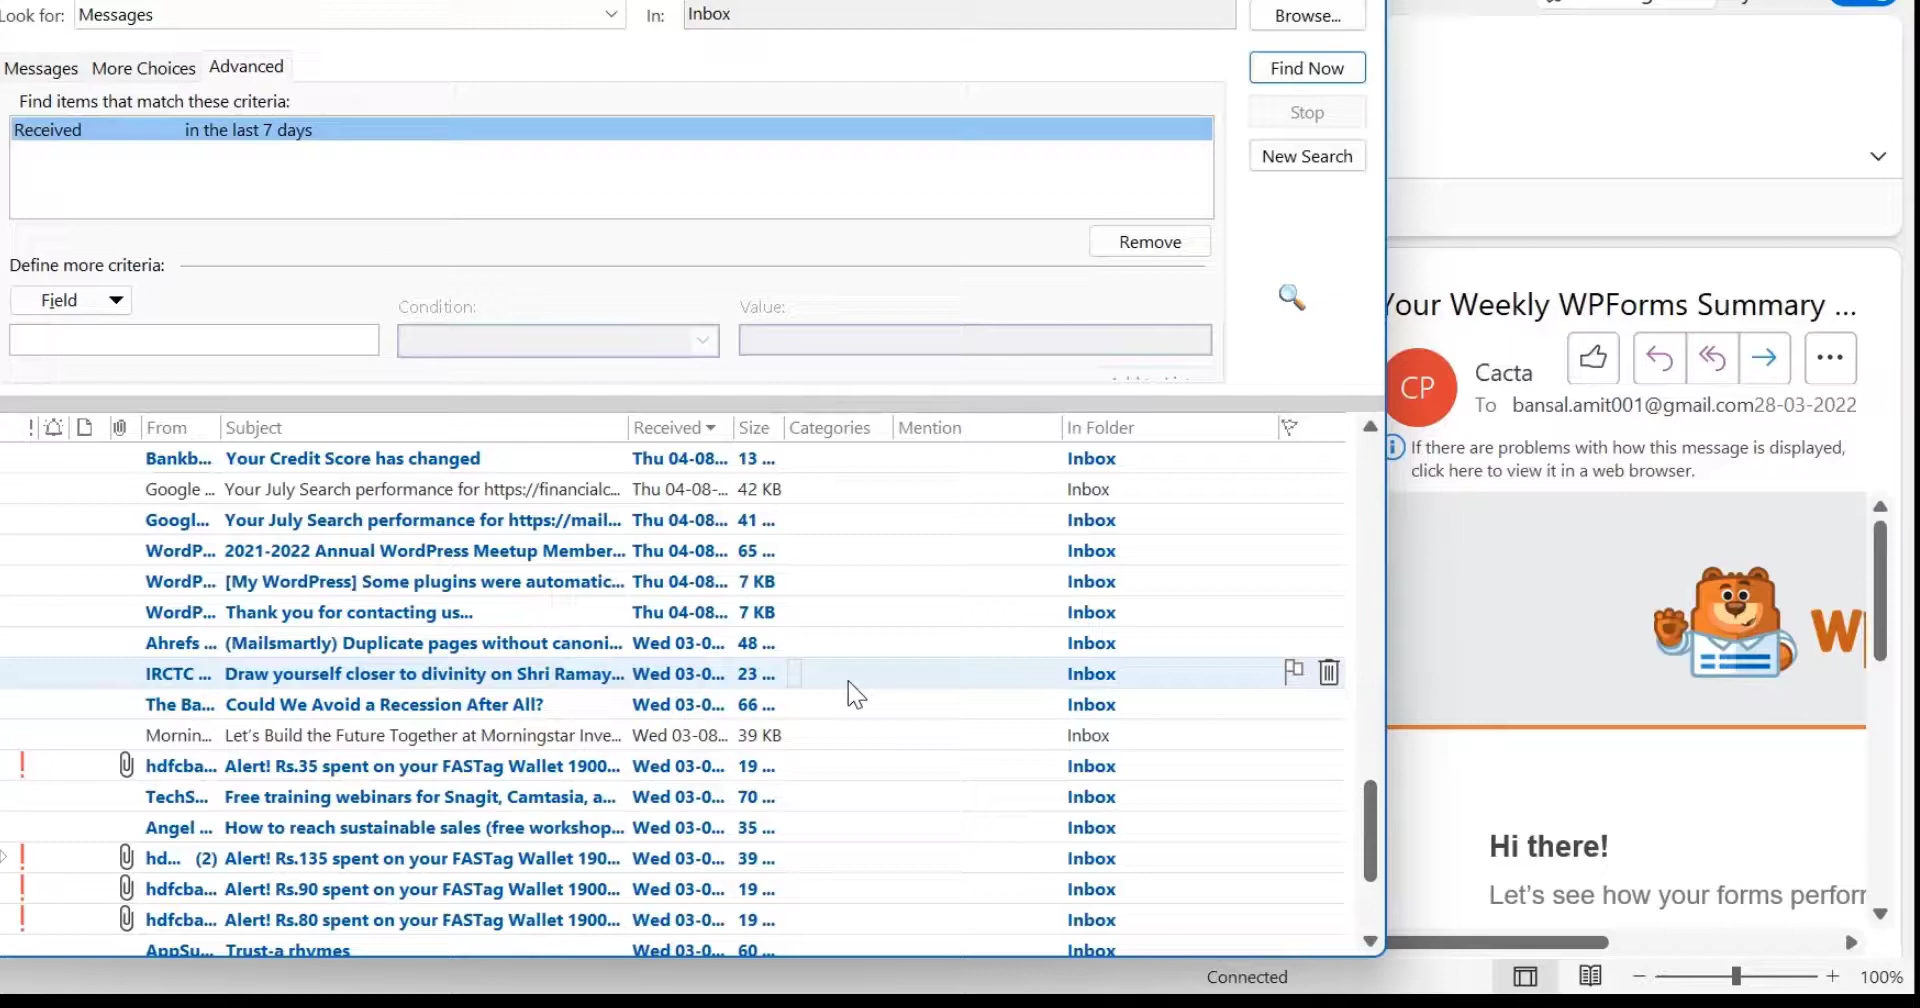 Look for: Messages In: Inbox Browse...
Messages More Choices Advanced Find Now
Find items that match these criteria:
Received in the last 7 days
Stop
New Search
Remove
Define more criteria:
Field Condition: Value:
! From Subject Received Size Categories Mention In Folder
Bankb... Your Credit Score has changed Thu 04-08... 13 ... Inbox
Google ... Your July Search performance for https://financialc... Thu 04-08-... 42 KB Inbox
Googl... Your July Search performance for https://mail... Thu 04-08... 41 ... Inbox
WordP... 2021-2022 Annual WordPress Meetup Member... Thu 04-08... 65 ... Inbox
WordP... [My WordPress] Some plugins were automatic... Thu 04-08... 7 KB Inbox
WordP... Thank you for contacting us... Thu 04-08... 7 KB Inbox
Ahrefs ... (Mailsmartly) Duplicate pages without canoni... Wed 03-0... 48 ... Inbox
IRCTC ... Draw yourself closer to divinity on Shri Ramay... Wed 03-0... 23 ... Inbox
The Ba... Could We Avoid a Recession After All? Wed 03-0... 66 ... Inbox
Mornin... Let's Build the Future Together at Morningstar Inve... Wed 03-08... 39 KB Inbox
! hdfcba... Alert! Rs.35 spent on your FASTag Wallet 1900... Wed 03-0... 19 ... Inbox
TechS... Free training webinars for Snagit, Camtasia, a... Wed 03-0... 70 ... Inbox
Angel ... How to reach sustainable sales (free workshop... Wed 03-0... 35 ... Inbox
! hd... (2) Alert! Rs.135 spent on your FASTag Wallet 190... Wed 03-0... 39 ... Inbox
! hdfcba... Alert! Rs.90 spent on your FASTag Wallet 1900... Wed 03-0... 19 ... Inbox
! hdfcba... Alert! Rs.80 spent on your FASTag Wallet 1900... Wed 03-0... 19 ... Inbox
AppSu... Trust-a rhymes Wed 03-0... 60 ... Inbox
Your Weekly WPForms Summary ...
CP Cacta
To bansal.amit001@gmail.com 28-03-2022
If there are problems with how this message is displayed,
click here to view it in a web browser.
Hi there!
Let's see how your forms perfor
Connected 100%